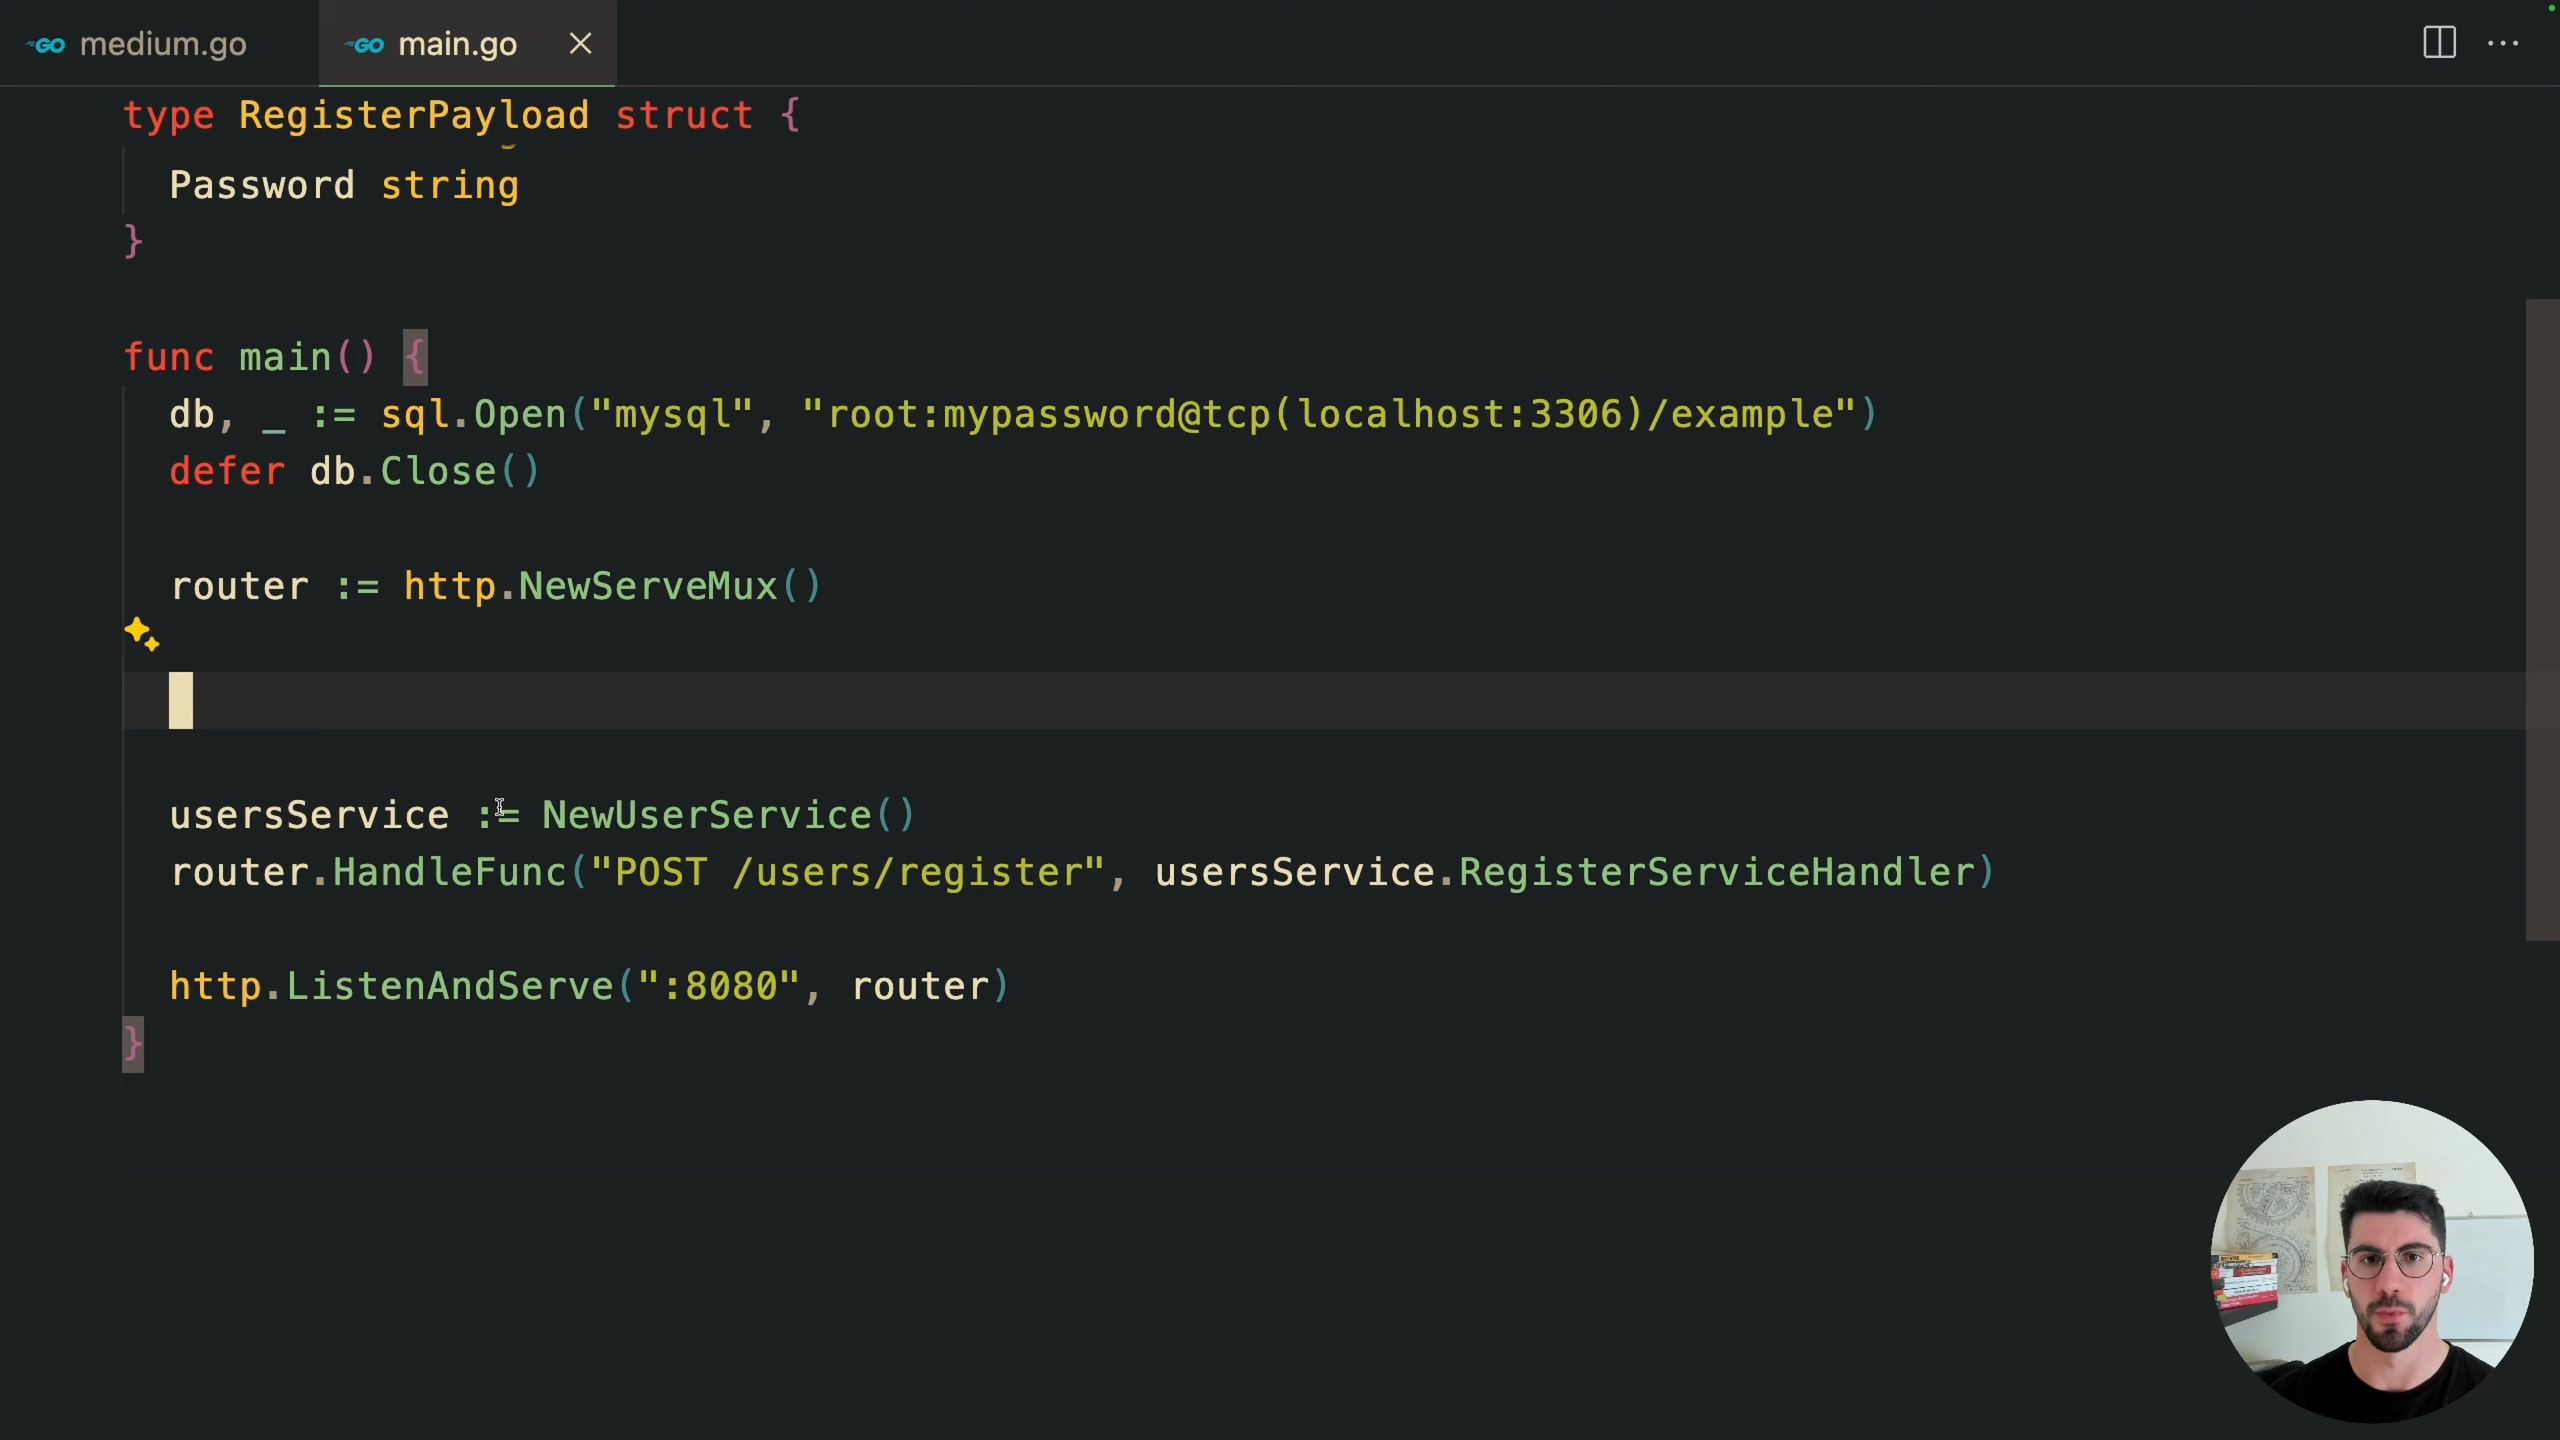 GO medium.go GO main.go
type RegisterPayload struct {
Password string
}
func main() {
db, _ := sql.Open("mysql", "root:mypassword@tcp(localhost:3306)/example")
defer db.Close()
router := http.NewServeMux()
usersService := NewUserService()
router.HandleFunc("POST /users/register", usersService.RegisterServiceHandler)
http.ListenAndServe(":8080", router)
}